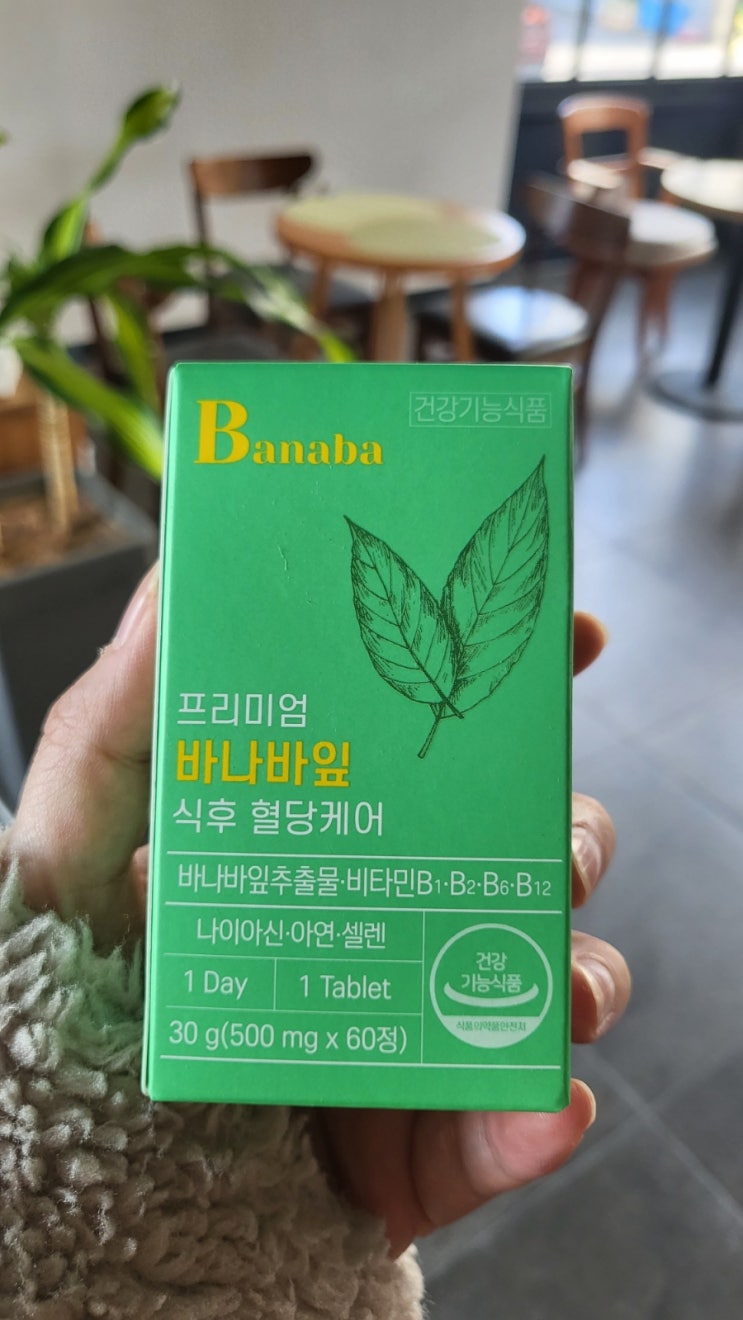 Banaba
건강기능식품
프리미엄
바나바잎
식후 혈당케어
바나바잎추출물·비타민B1·B2·B6·B12
나이아신·아연·셀렌
1 Day
1 Tablet
30 g(500 mg x 60정)
건강
기능식품
식품의약품안전처